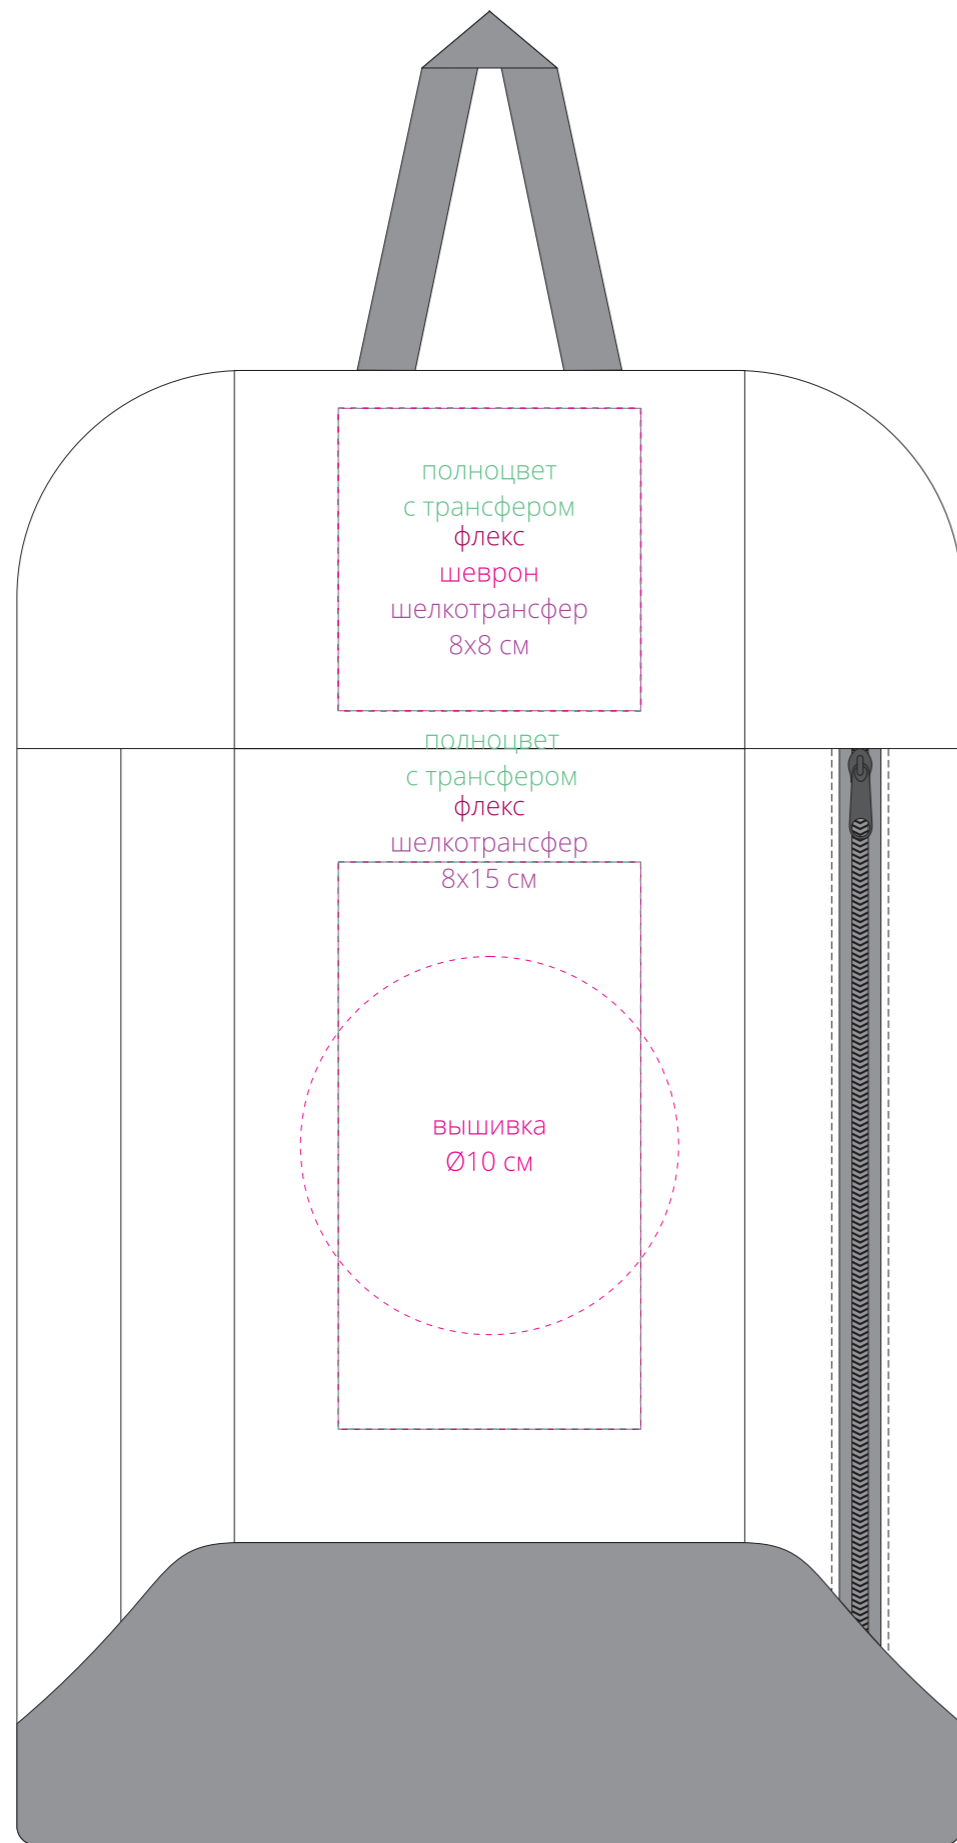 полноцвет
с трансфером
флекс
шеврон
шелкотрансфер
8х8 см
полноцвет
с трансфером
флекс
шелкотрансфер
8х15 см
вышивка
Ø10 см